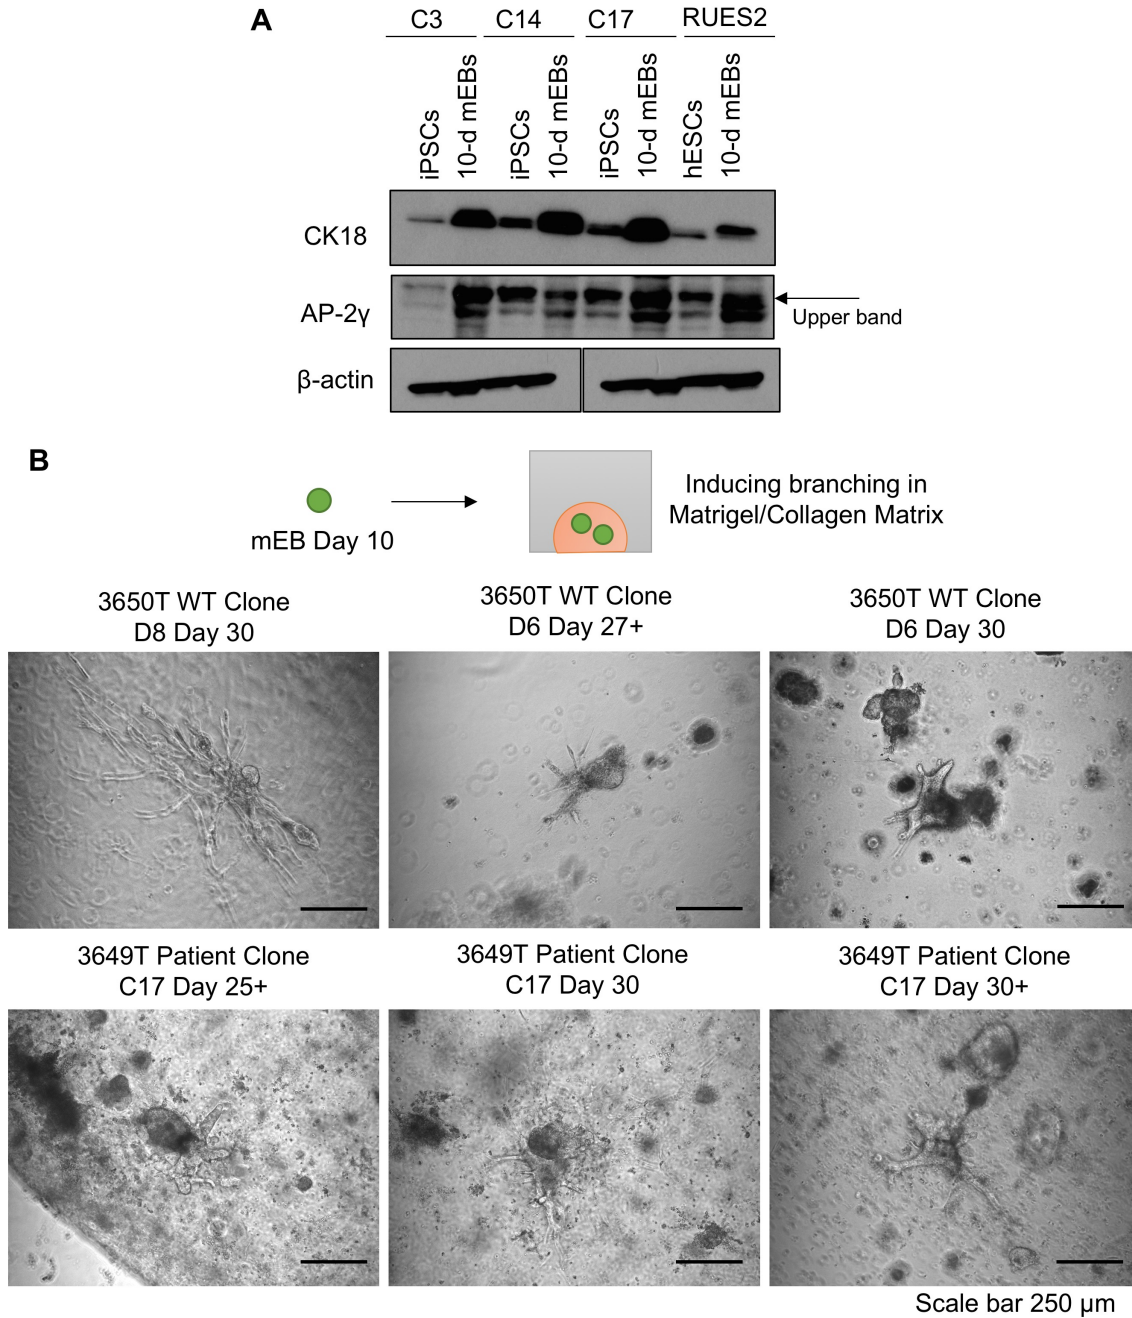 A
C3 C14 C17 RUES2
iPSCs
10-d mEBs
iPSCs
10-d mEBs
iPSCs
10-d mEBs
hESCs
10-d mEBs
CK18
AP-2γ
Upper band
β-actin
B
mEB Day 10
Inducing branching in
Matrigel/Collagen Matrix
3650T WT Clone
D8 Day 30
3650T WT Clone
D6 Day 27+
3650T WT Clone
D6 Day 30
3649T Patient Clone
C17 Day 25+
3649T Patient Clone
C17 Day 30
3649T Patient Clone
C17 Day 30+
Scale bar 250 μm